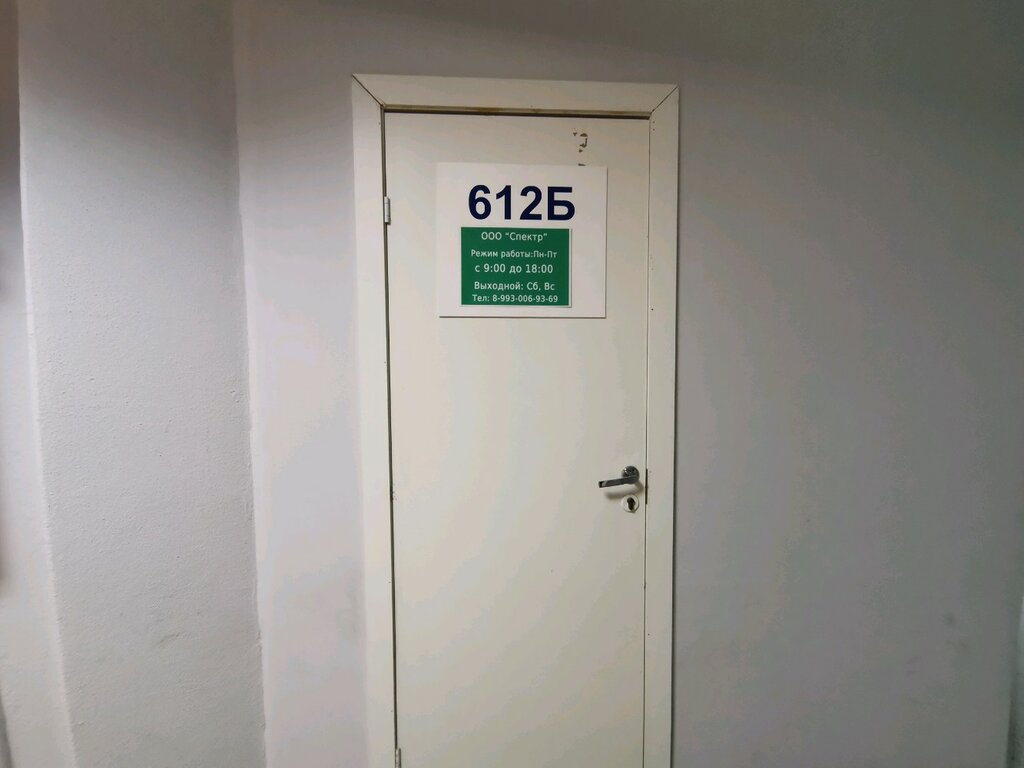 612Б
ООО "Спектр"
Режим работы:Пн-Пт
с 9:00 до 18:00
Выходной: Сб, Вс
Тел: 8-993-006-93-69